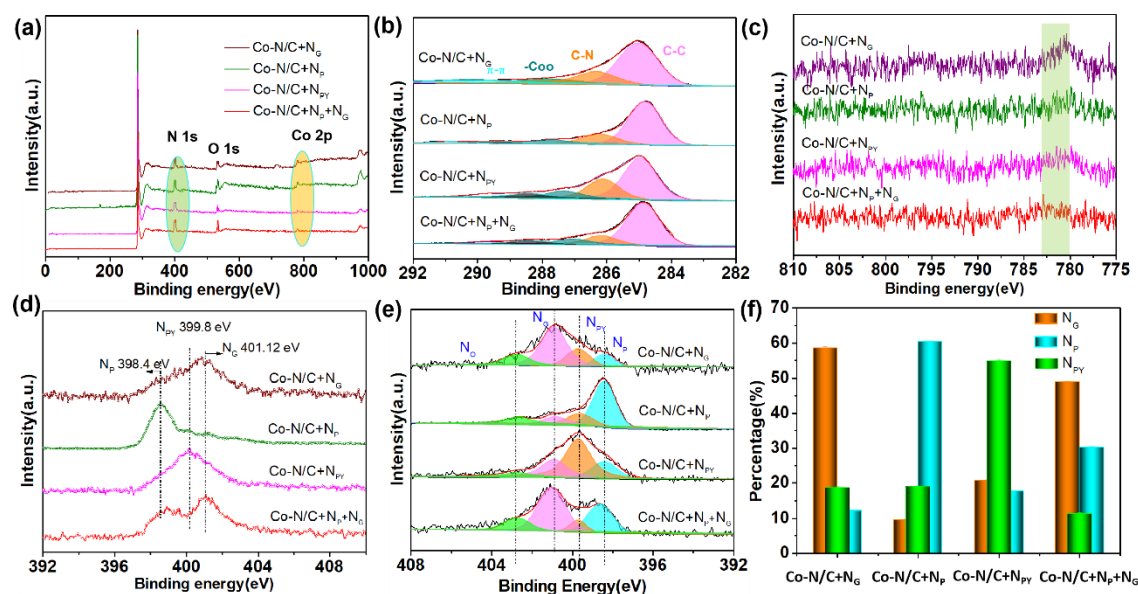 (a)
Intensity(a.u.)
Co-N/C+NG
Co-N/C+NP
Co-N/C+NPY
Co-N/C+NP+NG
N 1s
O 1s
Co 2p
0 200 400 600 800 1000
Binding energy(eV)
(b)
Intensity(a.u.)
Co-N/C+NG
π-π
-Coo
C-N
C-C
Co-N/C+NP
Co-N/C+NPY
Co-N/C+NP+NG
292 290 288 286 284 282
Binding energy(eV)
(c)
Intensity(a.u.)
Co-N/C+NG
Co-N/C+NP
Co-N/C+NPY
Co-N/C+NP+NG
810 805 800 795 790 785 780 775
Binding energy(eV)
(d)
Intensity(a.u.)
NPY 399.8 eV
NG 401.12 eV
NP 398.4 eV
Co-N/C+NG
Co-N/C+NP
Co-N/C+NPY
Co-N/C+NP+NG
392 396 400 404 408
Binding energy(eV)
(e)
Intensity(a.u.)
NO
NG
NPY
NP
Co-N/C+NG
Co-N/C+NP
Co-N/C+NPY
Co-N/C+NP+NG
408 404 400 396 392
Binding Energy(eV)
(f)
Percentage(%)
70
60
50
40
30
20
10
0
NG
NP
NPY
Co-N/C+NG Co-N/C+NP Co-N/C+NPY Co-N/C+NP+NG